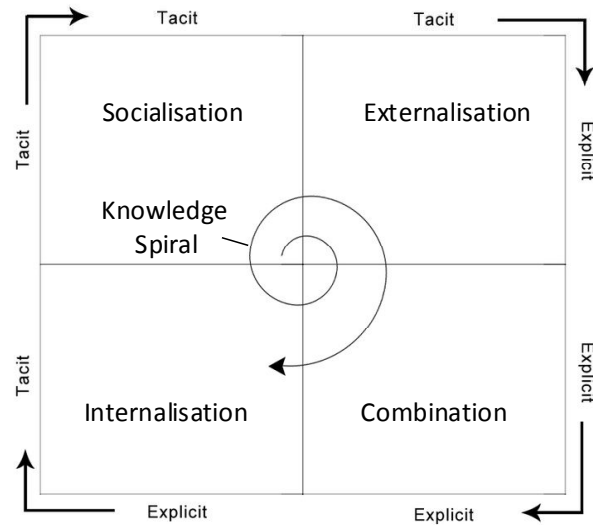 Tacit
Tacit
Tacit
Socialisation
Externalisation
Explicit
Knowledge
Spiral
Tacit
Explicit
Internalisation
Combination
Explicit
Explicit